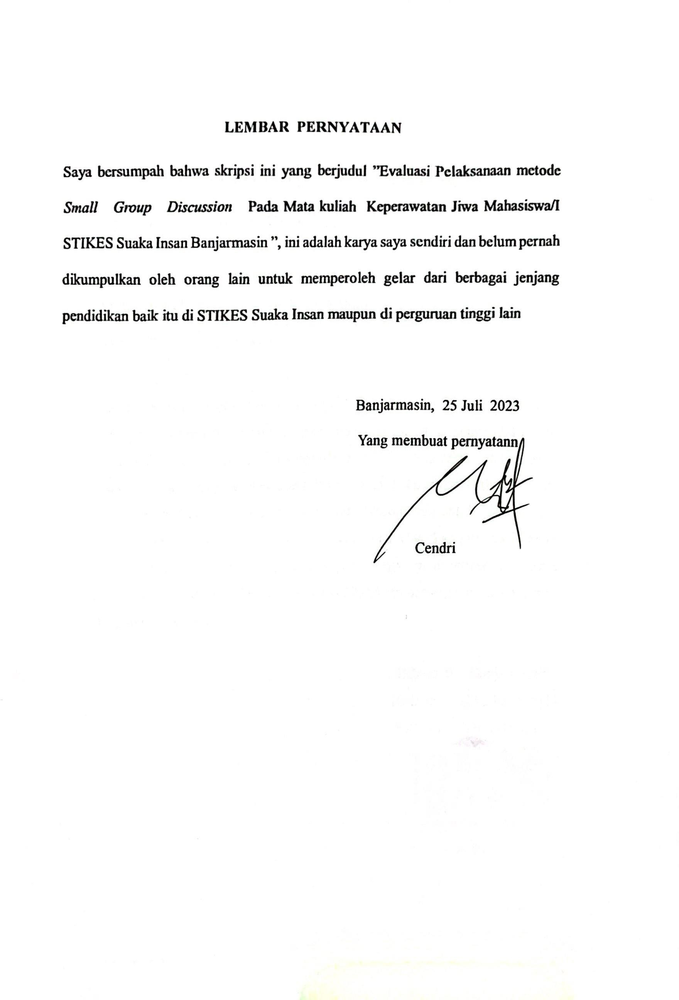 LEMBAR PERNYATAAN
Saya bersumpah bahwa skripsi ini yang berjudul ”Evaluasi Pelaksanaan metode
Small Group Discussion Pada Mata kuliah Keperawatan Jiwa Mahasiswa/I
STIKES Suaka Insan Banjarmasin ”, ini adalah karya saya sendiri dan belum pernah
dikumpulkan oleh orang lain untuk memperoleh gelar dari berbagai jenjang
pendidikan baik itu di STIKES Suaka Insan maupun di perguruan tinggi lain
Banjarmasin, 25 Juli 2023
Yang membuat pernyatann
Cendri